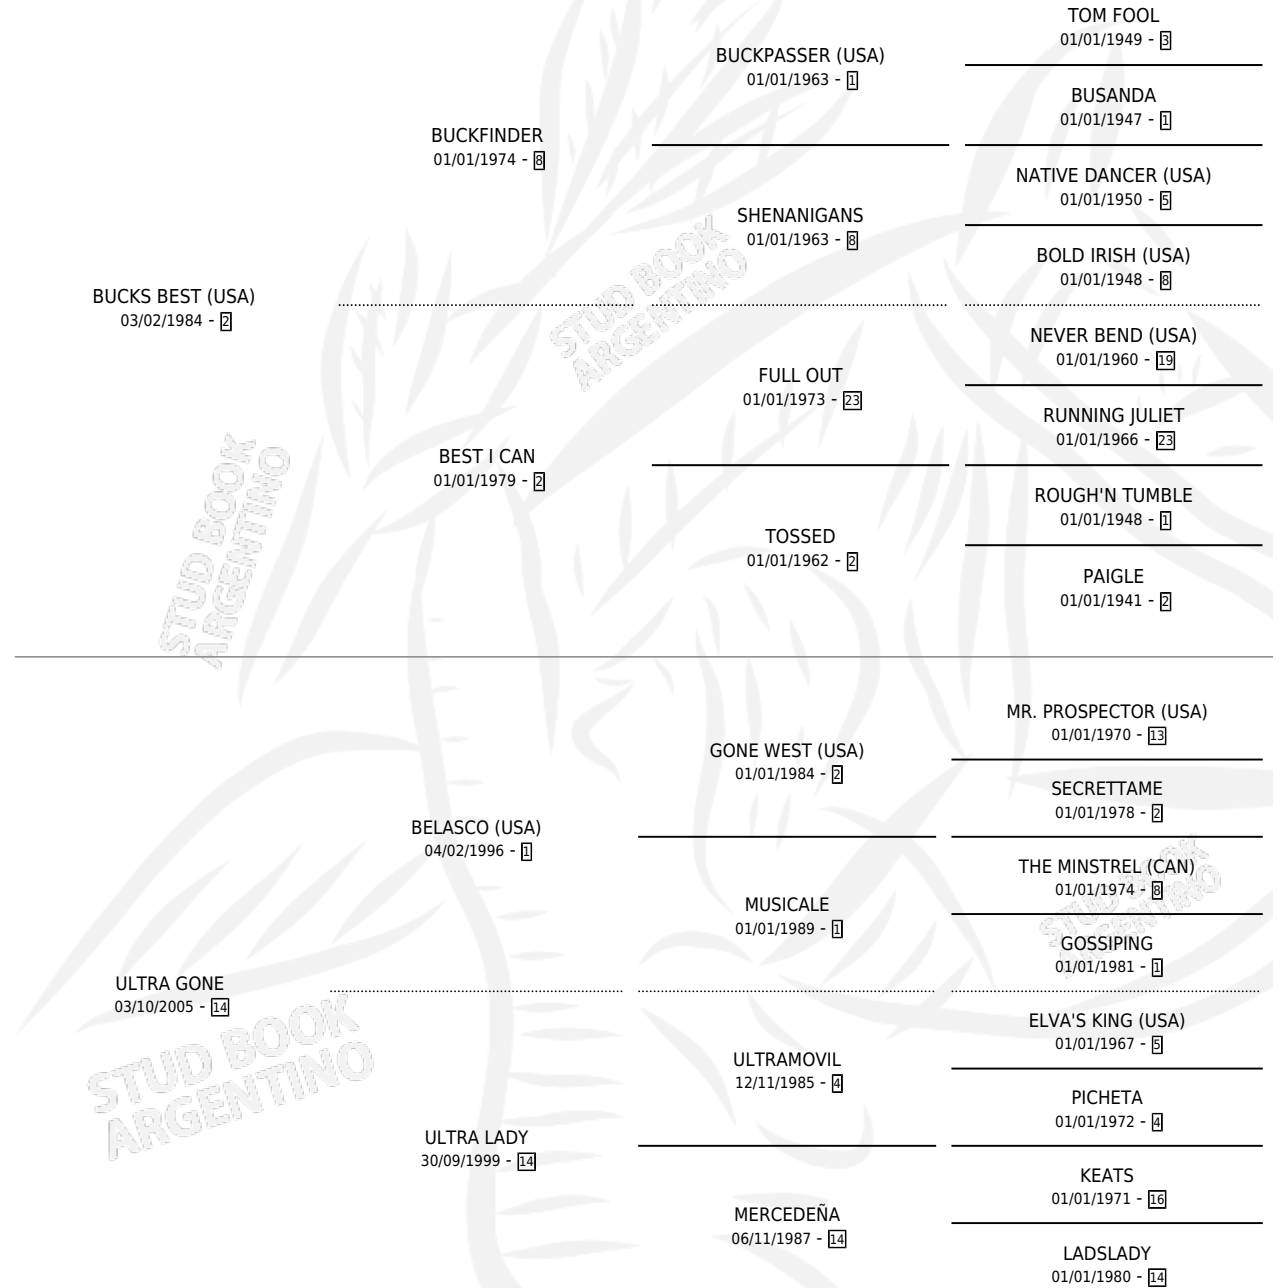 TOM FOOL
01/01/1949 - 3
BUCKPASSER (USA)
01/01/1963 - 1
BUSANDA
01/01/1947 - 1
BUCKFINDER
01/01/1974 - 8
NATIVE DANCER (USA)
01/01/1950 - 5
SHENANIGANS
01/01/1963 - 8
BOLD IRISH (USA)
01/01/1948 - 8
BUCKS BEST (USA)
03/02/1984 - 2
NEVER BEND (USA)
01/01/1960 - 19
FULL OUT
01/01/1973 - 23
RUNNING JULIET
01/01/1966 - 23
BEST I CAN
01/01/1979 - 2
ROUGH'N TUMBLE
01/01/1948 - 1
TOSSED
01/01/1962 - 2
PAIGLE
01/01/1941 - 2
MR. PROSPECTOR (USA)
01/01/1970 - 13
GONE WEST (USA)
01/01/1984 - 2
SECRETTAME
01/01/1978 - 2
BELASCO (USA)
04/02/1996 - 1
THE MINSTREL (CAN)
01/01/1974 - 8
MUSICALE
01/01/1989 - 1
GOSSIPING
01/01/1981 - 1
ULTRA GONE
03/10/2005 - 14
ELVA'S KING (USA)
01/01/1967 - 5
ULTRAMOVIL
12/11/1985 - 4
PICHETA
01/01/1972 - 4
ULTRA LADY
30/09/1999 - 14
KEATS
01/01/1971 - 16
MERCEDEÑA
06/11/1987 - 14
LADSLADY
01/01/1980 - 14
STUD BOOK
ARGENTINO
STUD BOOK
ARGENTINO
STUD BOOK
ARGENTINO
STUD BOOK
ARGENTINO